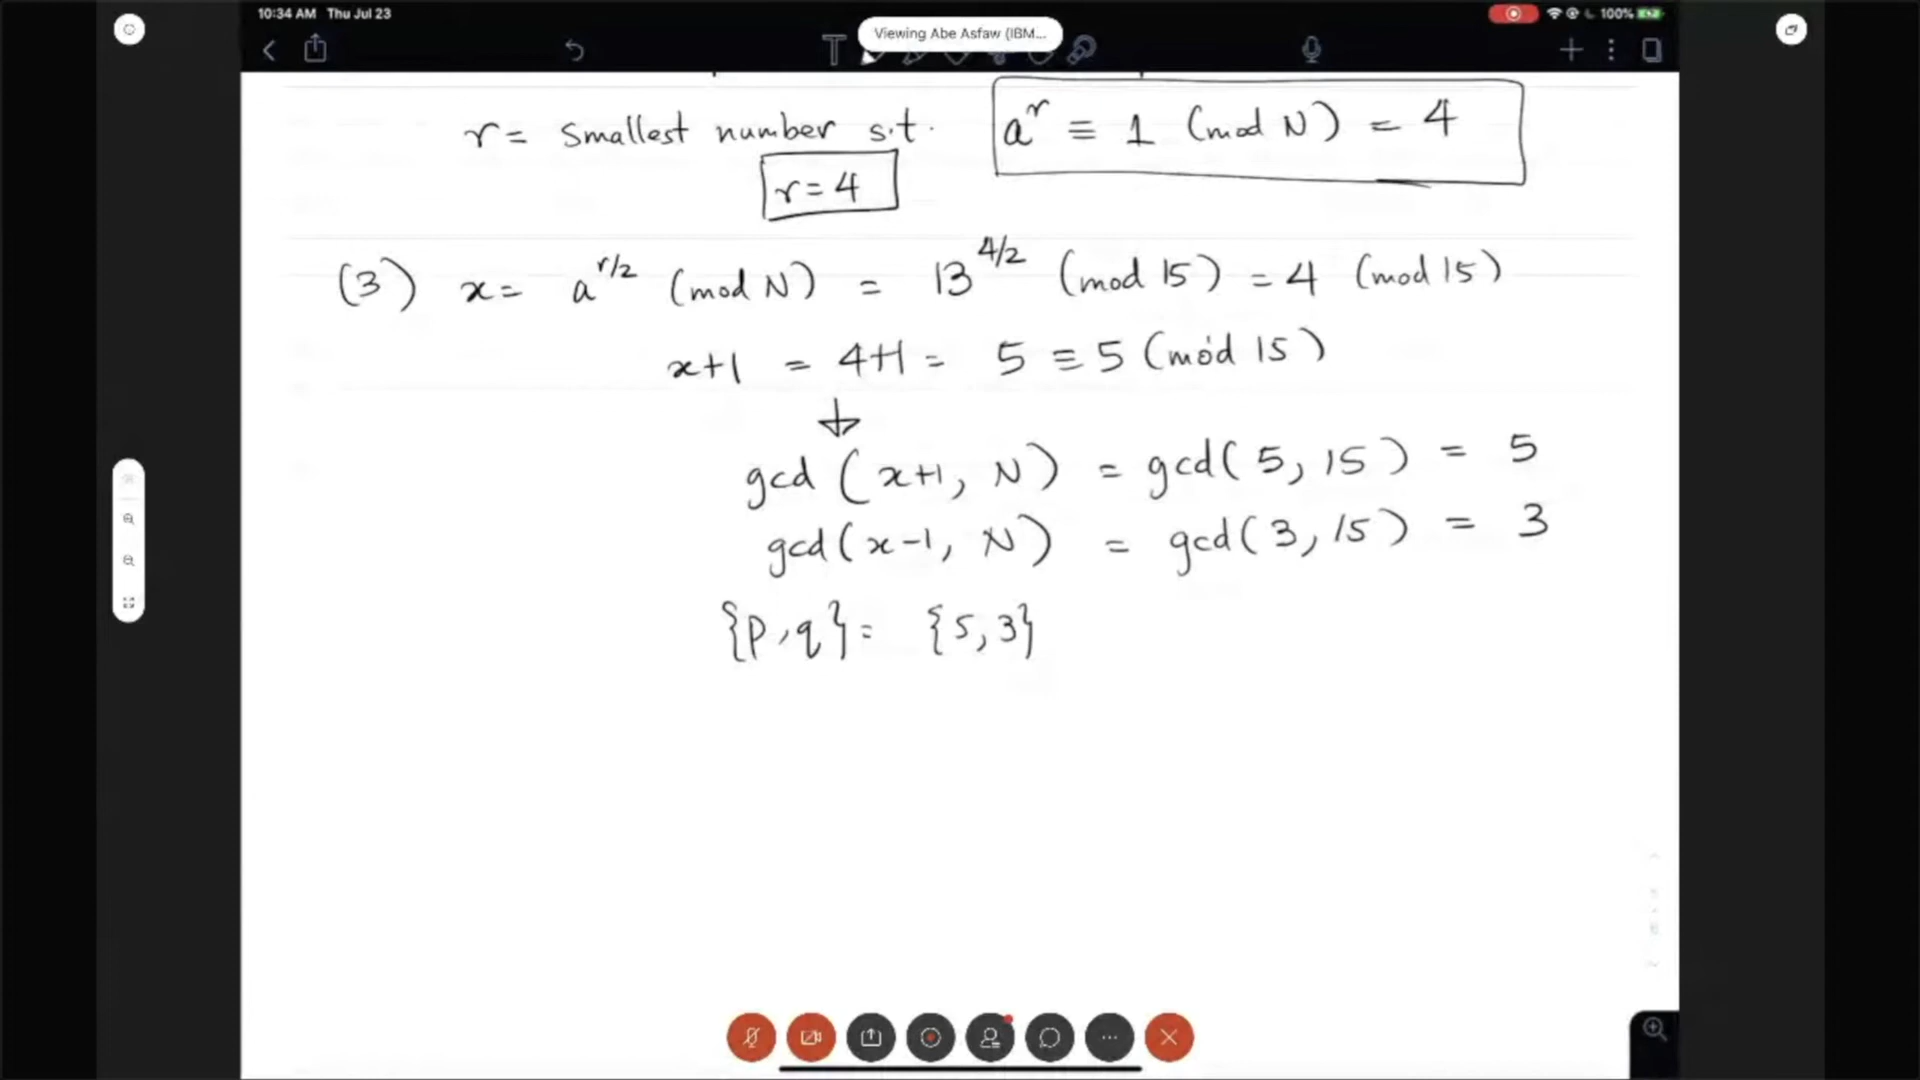 10:34 AM Thu Jul 23
100%
Viewing Abe Asfaw (IBM...
r = smallest number s.t. a^r ≡ 1 (mod N) = 4
r = 4
(3) x = a^{r/2} (mod N) = 13^{4/2} (mod 15) = 4 (mod 15)
x+1 = 4+1 = 5 ≡ 5 (mod 15)
↓
gcd (x+1, N) = gcd(5, 15) = 5
gcd(x-1, N) = gcd(3, 15) = 3
{p, q} = {5, 3}